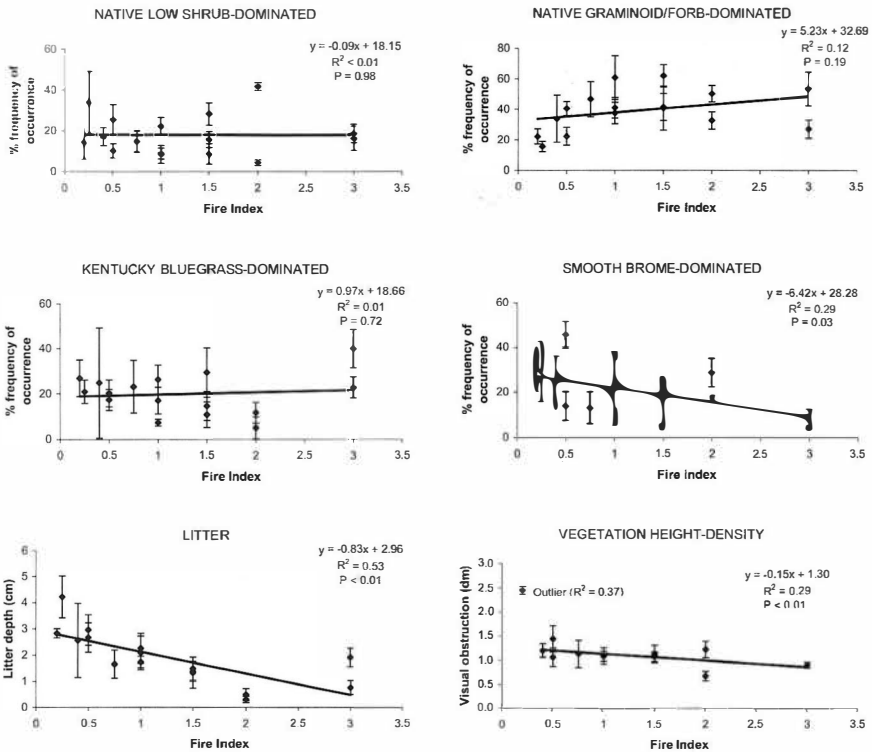 NATIVE LOW SHRUB-DOMINATED
y = -0.09x + 18.15
R² < 0.01
P = 0.98
% frequency of
occurrence
60
40
20
0
0 0.5 1 1.5 2 2.5 3 3.5
Fire Index
NATIVE GRAMINOID/FORB-DOMINATED
y = 5.23x + 32.69
R² = 0.12
P = 0.19
% frequency of
occurrence
80
60
40
20
0
0 0.5 1 1.5 2 2.5 3 3.5
Fire Index
KENTUCKY BLUEGRASS-DOMINATED
y = 0.97x + 18.66
R² = 0.01
P = 0.72
% frequency of
occurrence
60
40
20
0
0 0.5 1 1.5 2 2.5 3 3.5
Fire Index
SMOOTH BROME-DOMINATED
y = -6.42x + 28.28
R² = 0.29
P = 0.03
% frequency of
occurrence
60
40
20
0
0 0.5 1 1.5 2 2.5 3 3.5
Fire Index
LITTER
y = -0.83x + 2.96
R² = 0.53
P < 0.01
Litter depth (cm)
6
5
4
3
2
1
0
0 0.5 1 1.5 2 2.5 3 3.5
Fire Index
VEGETATION HEIGHT-DENSITY
y = -0.15x + 1.30
R² = 0.29
P < 0.01
Outlier (R² = 0.37)
Visual obstruction (dm)
3.0
2.5
2.0
1.5
1.0
0.5
0.0
0 0.5 1 1.5 2 2.5 3 3.5
Fire Index